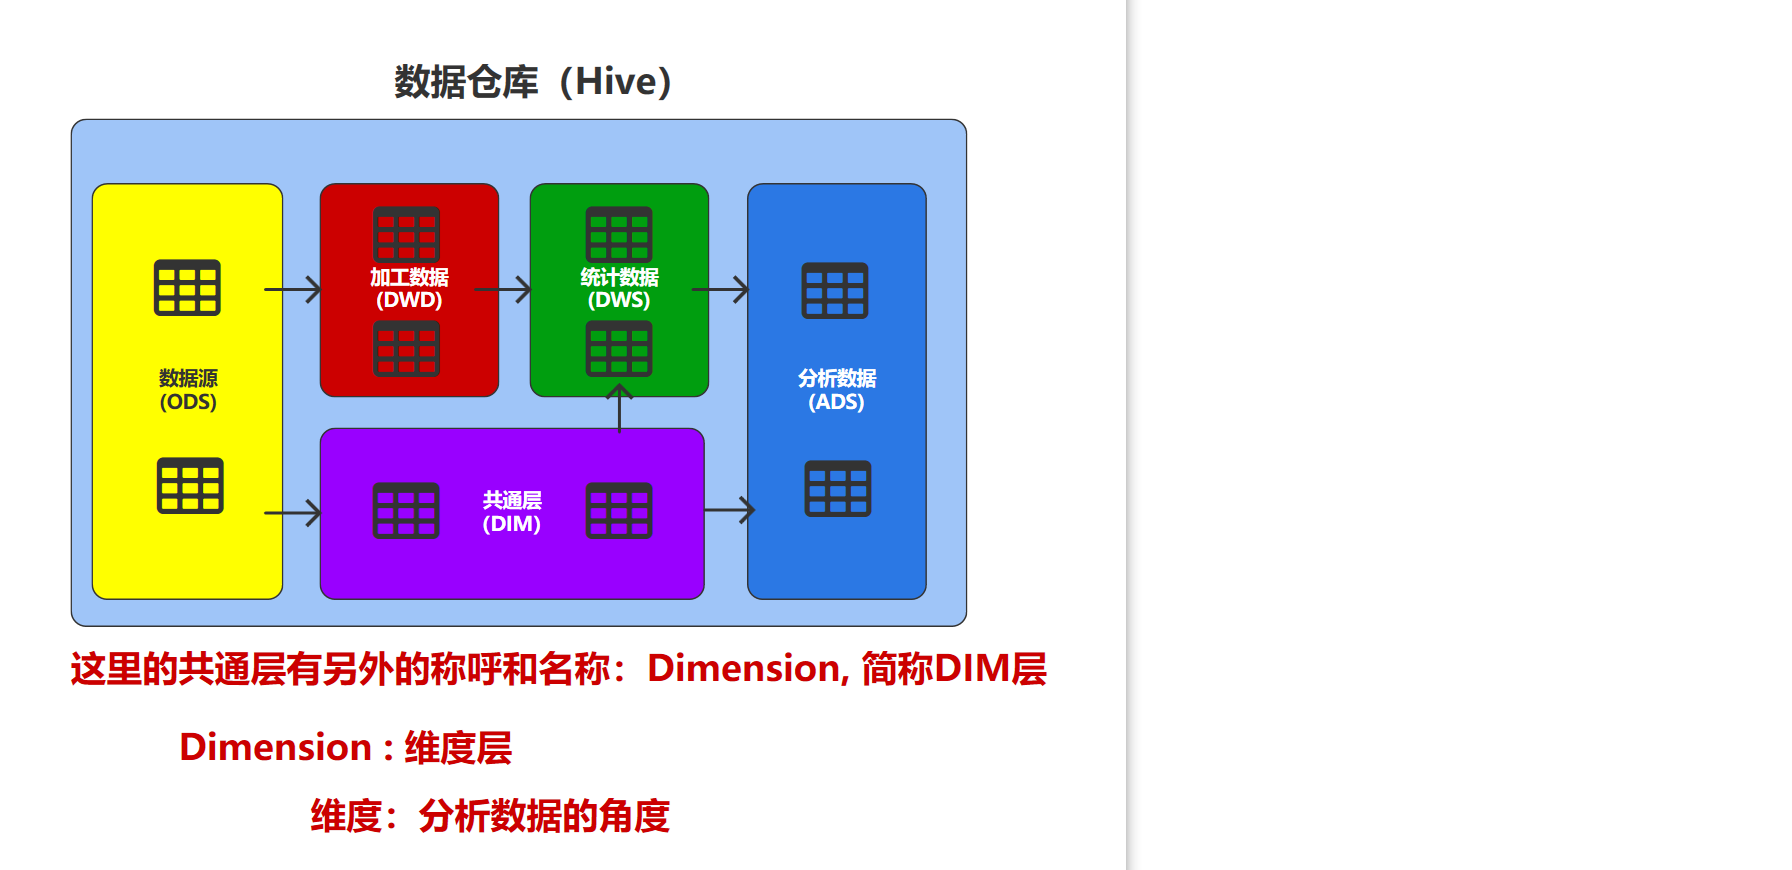 数据仓库（Hive）
加工数据
(DWD)
统计数据
(DWS)
数据源
(ODS)
分析数据
(ADS)
共通层
(DIM)
这里的共通层有另外的称呼和名称：Dimension, 简称DIM层
Dimension : 维度层
维度：分析数据的角度